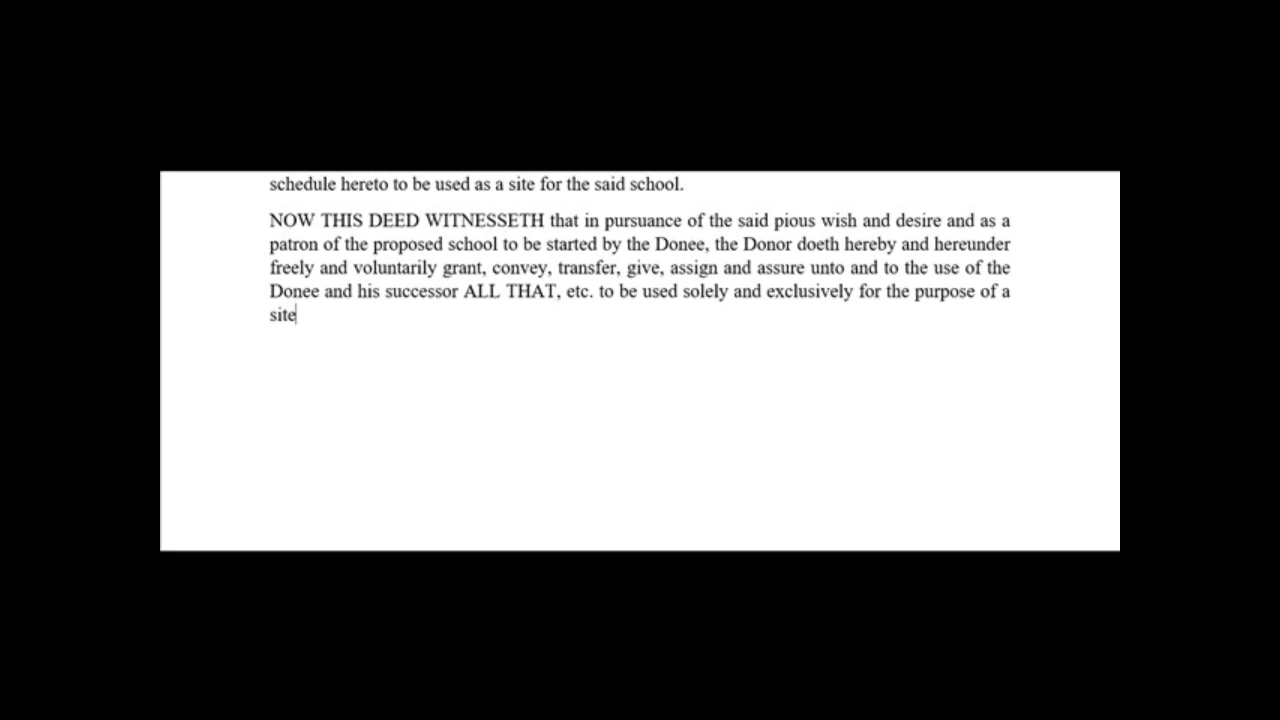 schedule hereto to be used as a site for the said school.
NOW THIS DEED WITNESSETH that in pursuance of the said pious wish and desire and as a
patron of the proposed school to be started by the Donee, the Donor doeth hereby and hereunder
freely and voluntarily grant, convey, transfer, give, assign and assure unto and to the use of the
Donee and his successor ALL THAT, etc. to be used solely and exclusively for the purpose of a
site